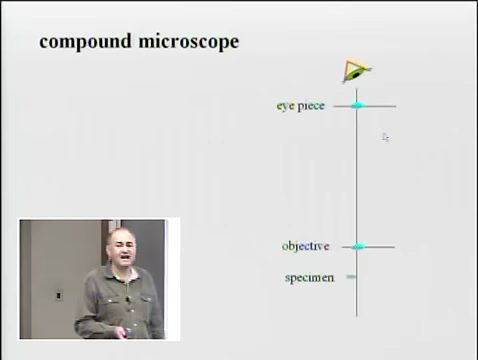 compound microscope
eye piece
objective
specimen